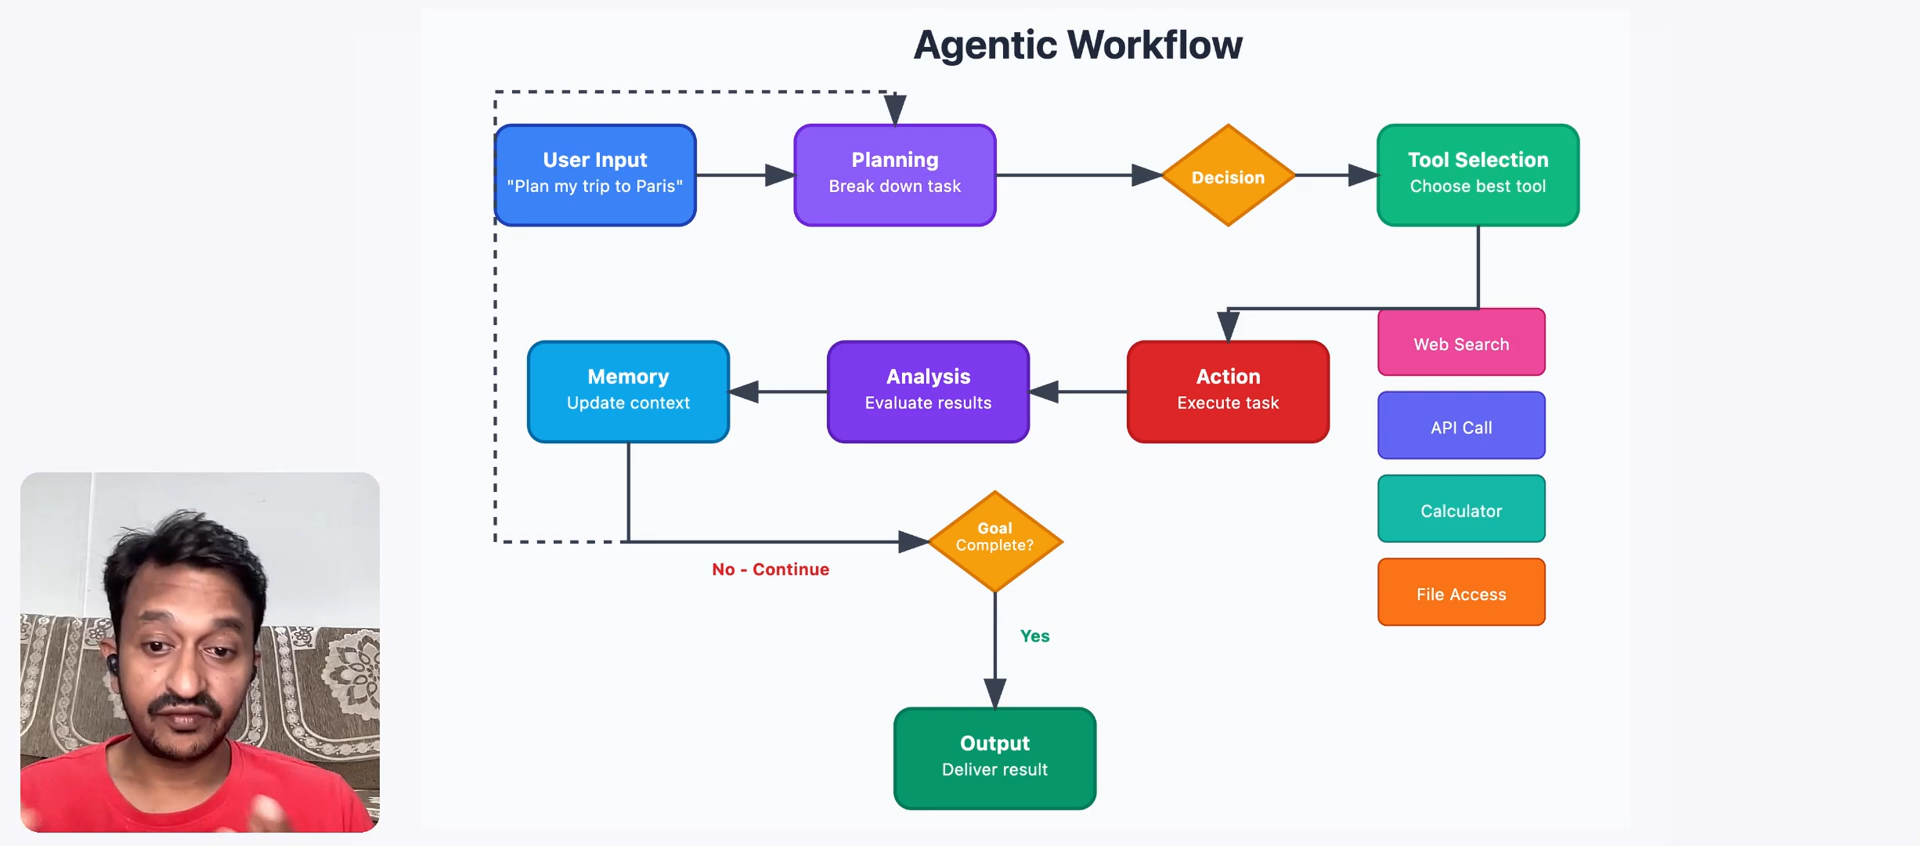 Agentic Workflow
User Input
"Plan my trip to Paris"
Planning
Break down task
Decision
Tool Selection
Choose best tool
Memory
Update context
Analysis
Evaluate results
Action
Execute task
Web Search
API Call
Calculator
File Access
Goal
Complete?
No - Continue
Yes
Output
Deliver result